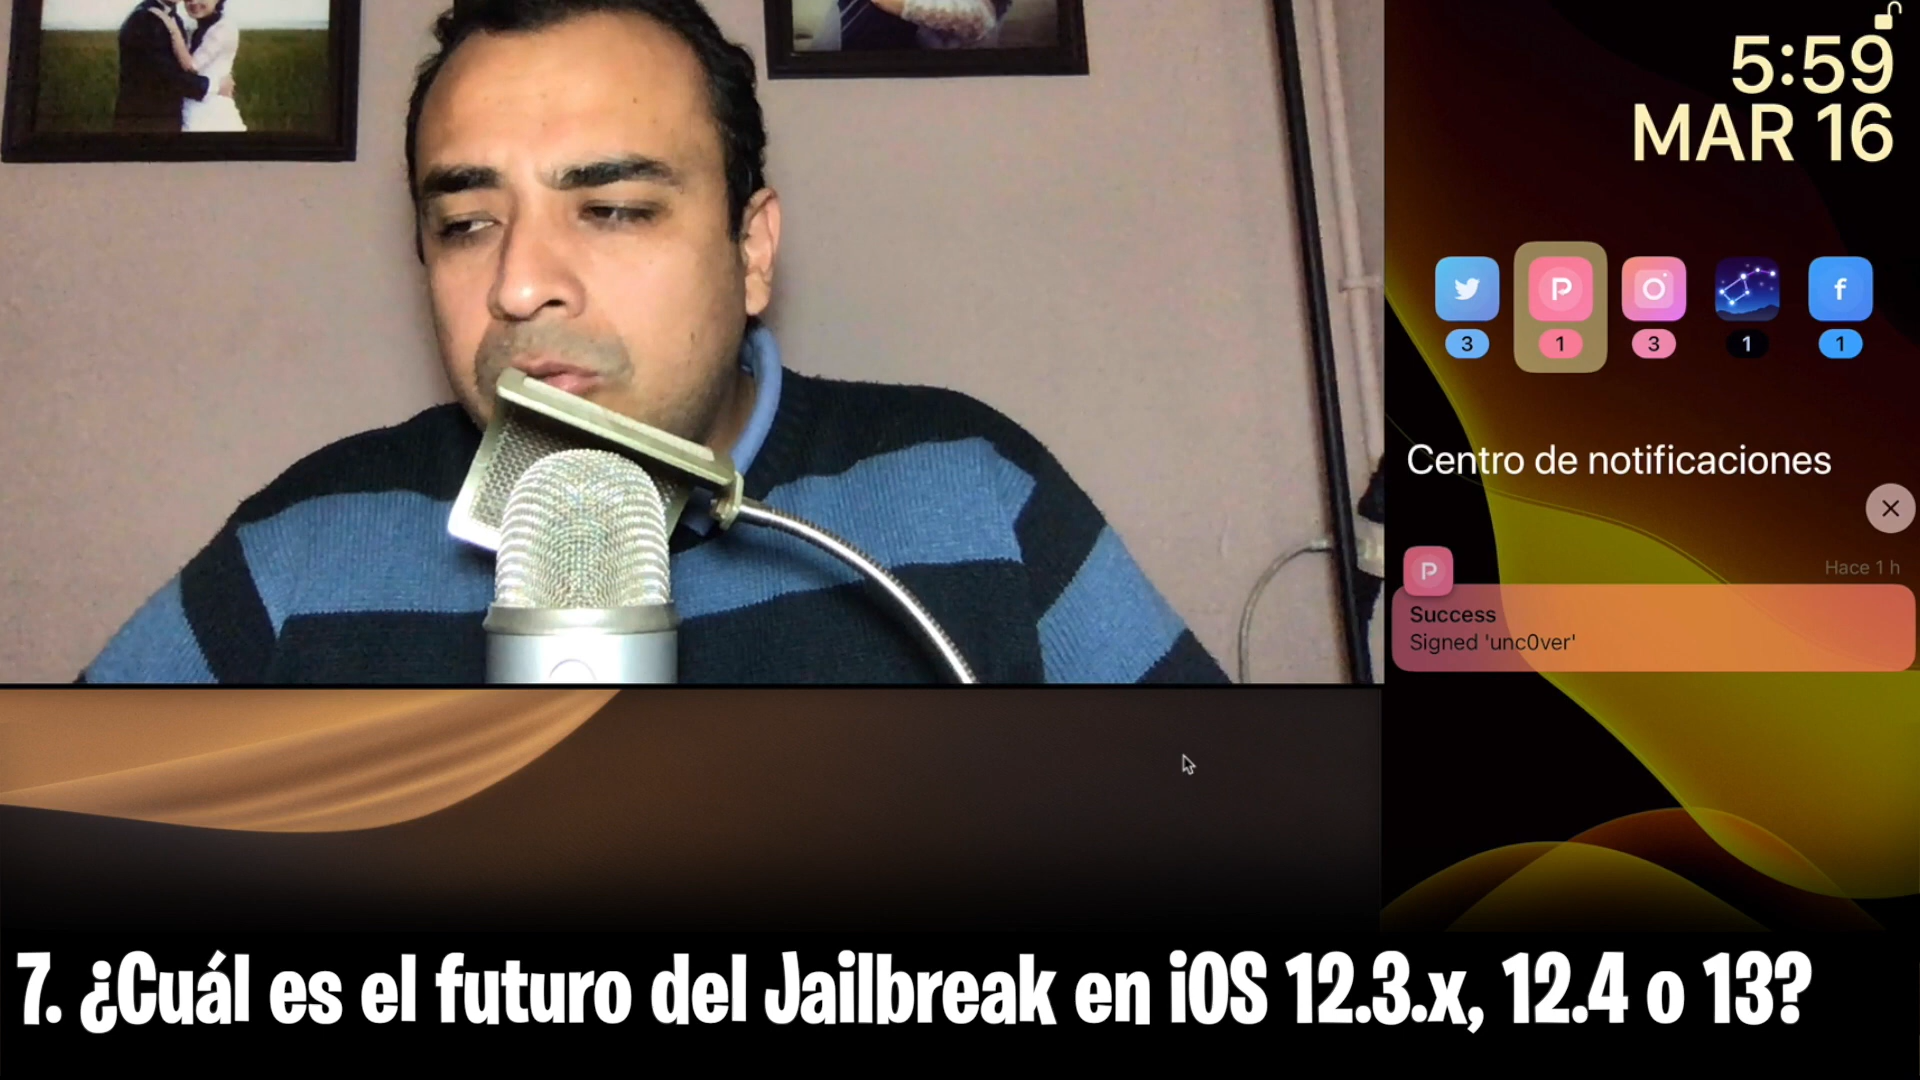 5:59
MAR 16
3
1
3
1
1
Centro de notificaciones
Hace 1 h
Success
Signed 'unc0ver'
7. ¿Cuál es el futuro del Jailbreak en iOS 12.3.x, 12.4 o 13?